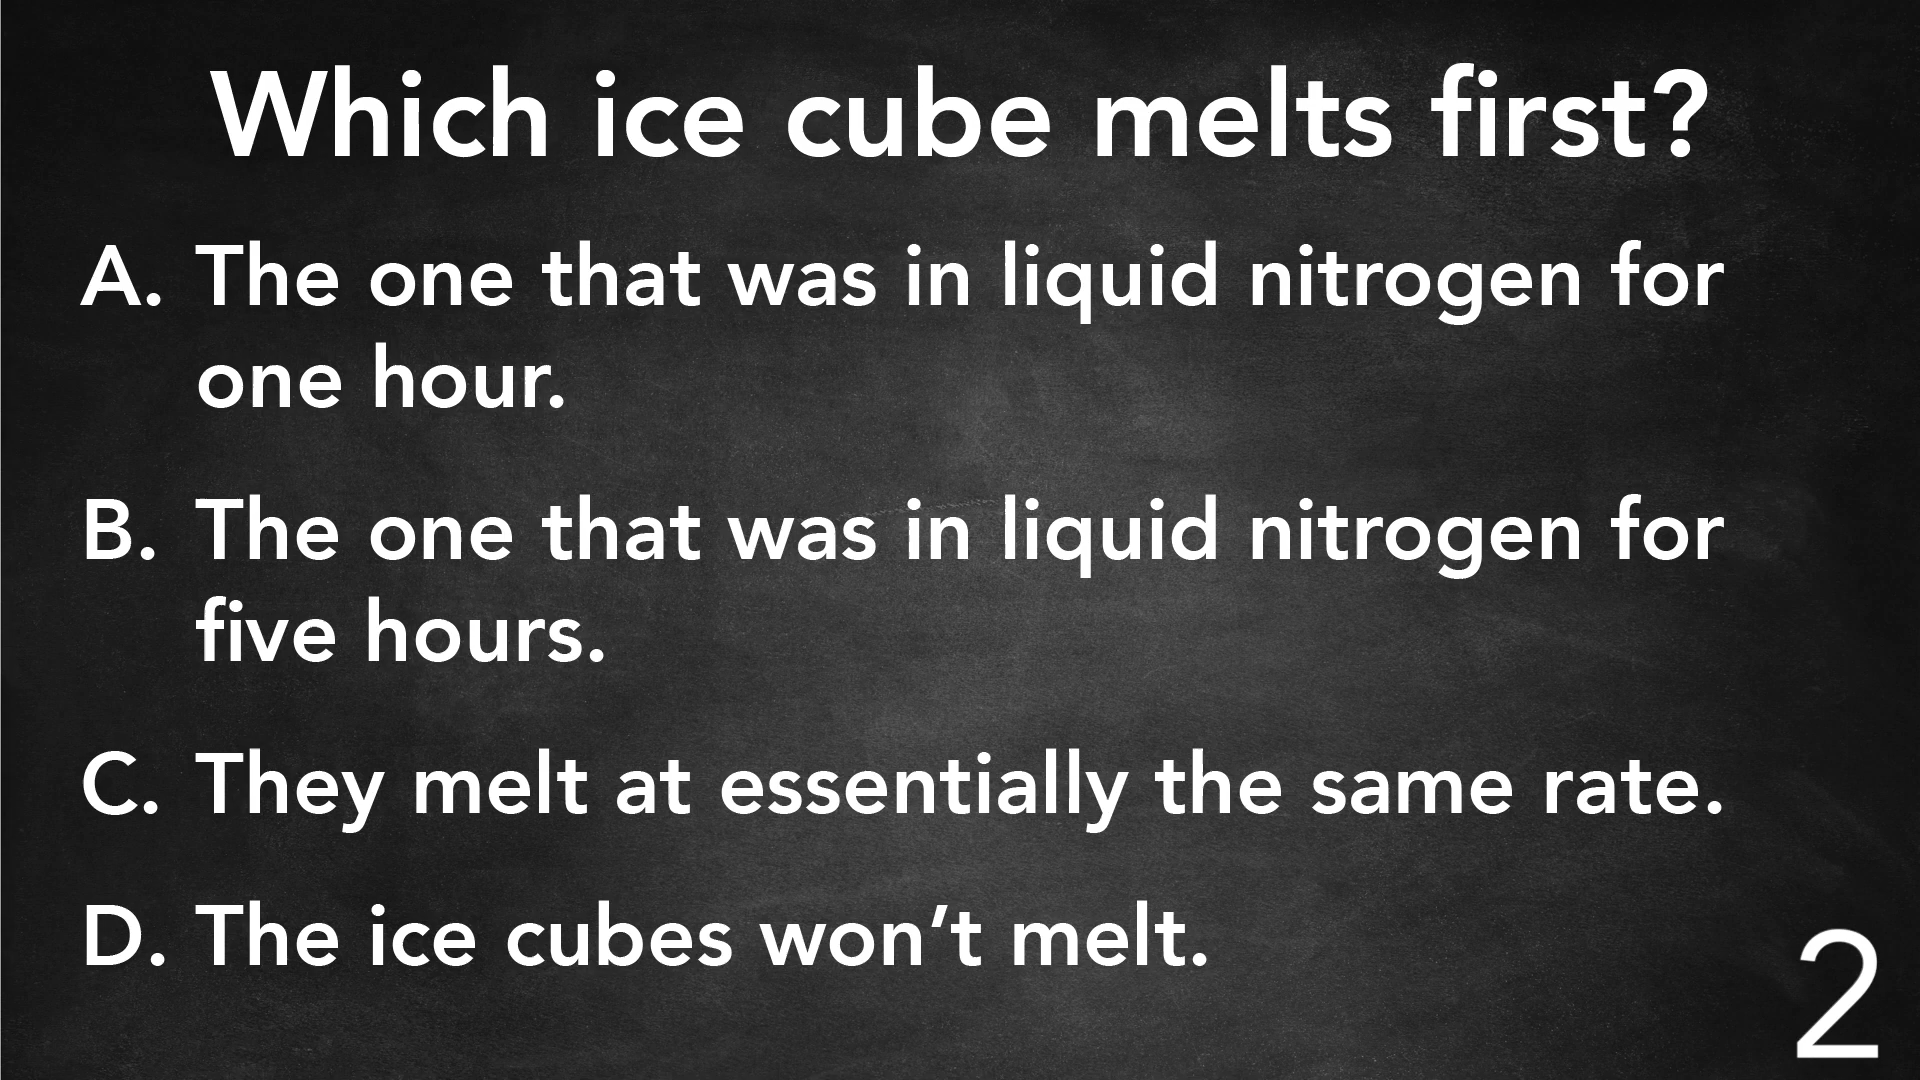 Which ice cube melts first?
A. The one that was in liquid nitrogen for
one hour.
B. The one that was in liquid nitrogen for
five hours.
C. They melt at essentially the same rate.
D. The ice cubes won’t melt.
2